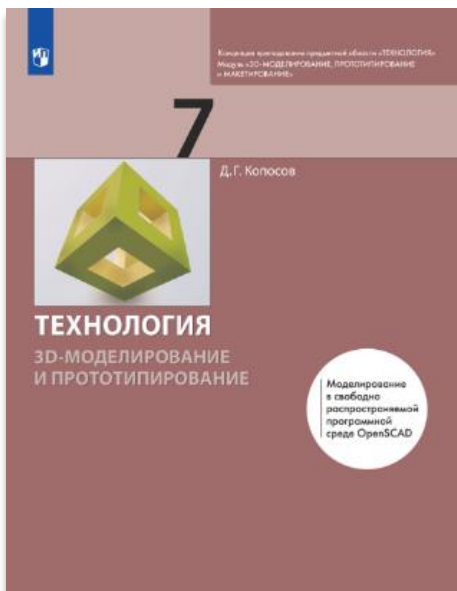 Концепция преподавания предметной области «ТЕХНОЛОГИЯ»
Модуль «3D-МОДЕЛИРОВАНИЕ, ПРОТОТИПИРОВАНИЕ
и МАКЕТИРОВАНИЕ»
7
Д.Г. Копосов
ТЕХНОЛОГИЯ
3D-МОДЕЛИРОВАНИЕ
И ПРОТОТИПИРОВАНИЕ
Моделирование
в свободно
распространяемой
программной
среде OpenSCAD